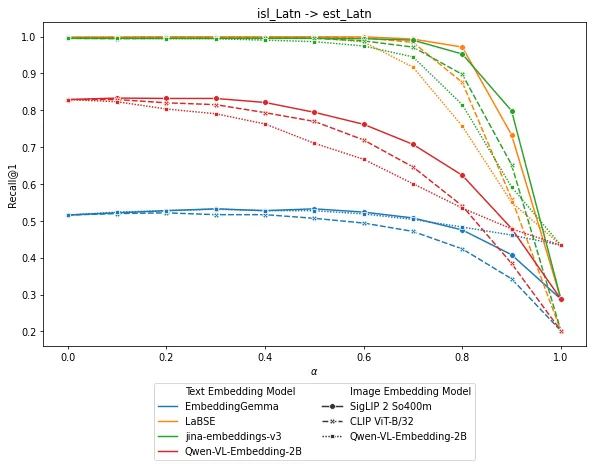 isl_Latn -> est_Latn
Recall@1
1.0
0.9
0.8
0.7
0.6
0.5
0.4
0.3
0.2
0.0 0.2 0.4 0.6 0.8 1.0
α
Text Embedding Model Image Embedding Model
EmbeddingGemma SigLIP 2 So400m
LaBSE CLIP ViT-B/32
jina-embeddings-v3 Qwen-VL-Embedding-2B
Qwen-VL-Embedding-2B